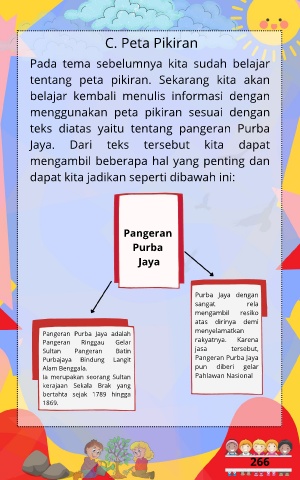 C. Peta Pikiran
Pada tema sebelumnya kita sudah belajar
tentang peta pikiran. Sekarang kita akan
belajar kembali menulis informasi dengan
menggunakan peta pikiran sesuai dengan
teks diatas yaitu tentang pangeran Purba
Jaya. Dari teks tersebut kita dapat
mengambil beberapa hal yang penting dan
dapat kita jadikan seperti dibawah ini:
Pangeran
Purba
Jaya
Pangeran Purba Jaya adalah
Pangeran Ringgau Gelar
Sultan Pangeran Batin
Purbajaya Bindung Langit
Alam Benggala.
Ia merupakan seorang Sultan
kerajaan Sekala Brak yang
bertahta sejak 1789 hingga
1869.
Purba Jaya dengan
sangat rela
mengambil resiko
atas dirinya demi
menyelamatkan
rakyatnya. Karena
jasa tersebut,
Pangeran Purba Jaya
pun diberi gelar
Pahlawan Nasional
266